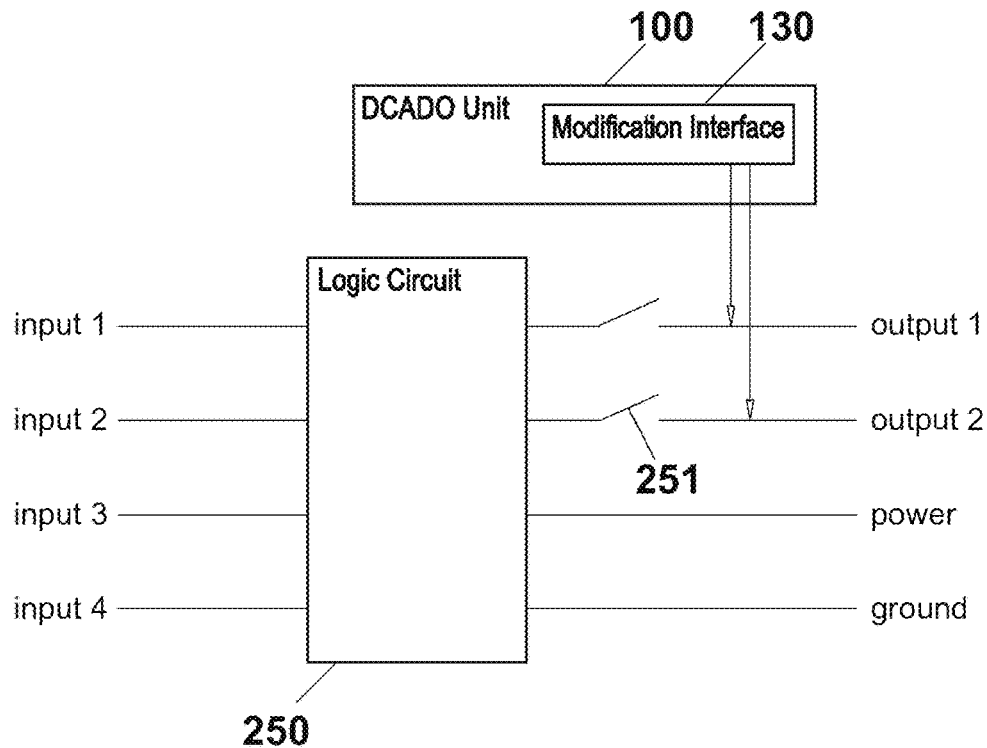 100
130
DCADO Unit
Modification Interface
Logic Circuit
input 1
output 1
input 2
output 2
251
input 3
power
input 4
ground
250